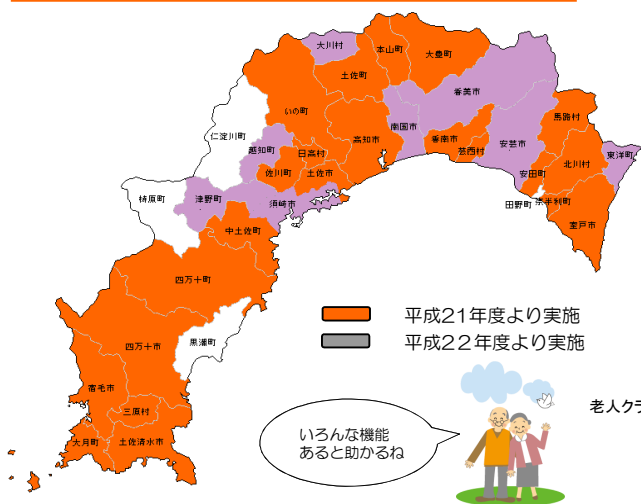 大川村
本山町
大豊町
土佐町
香美市
いの町
馬路村
仁淀川町
南国市
高知市
香南市
安芸市
越知町
日高村
芸西村
東洋町
北川村
佐川町
土佐市
安田町
梼原町
津野町
須崎市
田野町
奈半利町
室戸市
中土佐町
四万十町
平成21年度より実施
平成22年度より実施
四万十市
黒潮町
宿毛市
三原村
大月町
土佐清水市
いろんな機能
あると助かるね
老人クラ